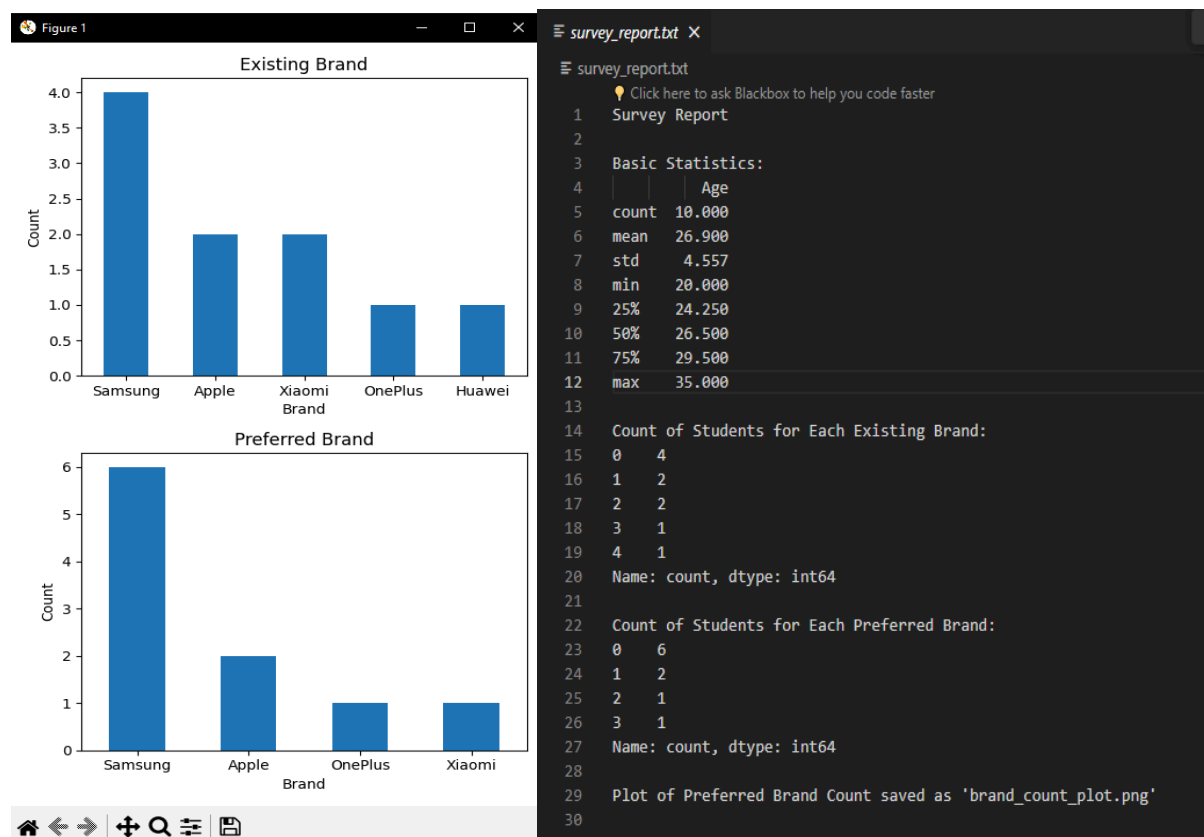 Figure 1
Existing Brand
4.0
3.5
3.0
2.5
2.0
1.5
1.0
0.5
0.0
Count
Samsung Apple Xiaomi OnePlus Huawei
Brand
Preferred Brand
6
5
4
3
2
1
0
Count
Samsung Apple OnePlus Xiaomi
Brand
survey_report.txt
survey_report.txt
Click here to ask Blackbox to help you code faster
1 Survey Report
2
3 Basic Statistics:
4 Age
5 count 10.000
6 mean 26.900
7 std 4.557
8 min 20.000
9 25% 24.250
10 50% 26.500
11 75% 29.500
12 max 35.000
13
14 Count of Students for Each Existing Brand:
15 0 4
16 1 2
17 2 2
18 3 1
19 4 1
20 Name: count, dtype: int64
21
22 Count of Students for Each Preferred Brand:
23 0 6
24 1 2
25 2 1
26 3 1
27 Name: count, dtype: int64
28
29 Plot of Preferred Brand Count saved as 'brand_count_plot.png'
30